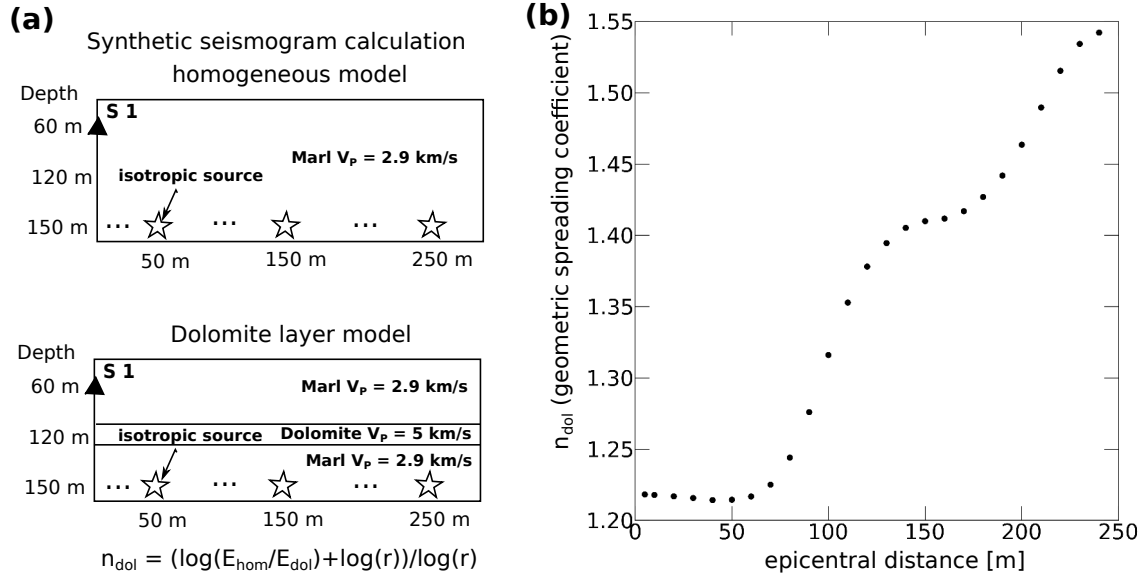 (a)
Synthetic seismogram calculation
homogeneous model
Depth
S 1
60 m
Marl V_P = 2.9 km/s
120 m
isotropic source
150 m
... ... ...
50 m 150 m 250 m
Dolomite layer model
Depth
S 1
60 m
Marl V_P = 2.9 km/s
120 m
isotropic source Dolomite V_P = 5 km/s
Marl V_P = 2.9 km/s
150 m
... ... ...
50 m 150 m 250 m
n_dol = (log(E_hom/E_dol)+log(r))/log(r)
(b)
n_dol (geometric spreading coefficient)
1.55
1.50
1.45
1.40
1.35
1.30
1.25
1.20
0 50 100 150 200 250
epicentral distance [m]